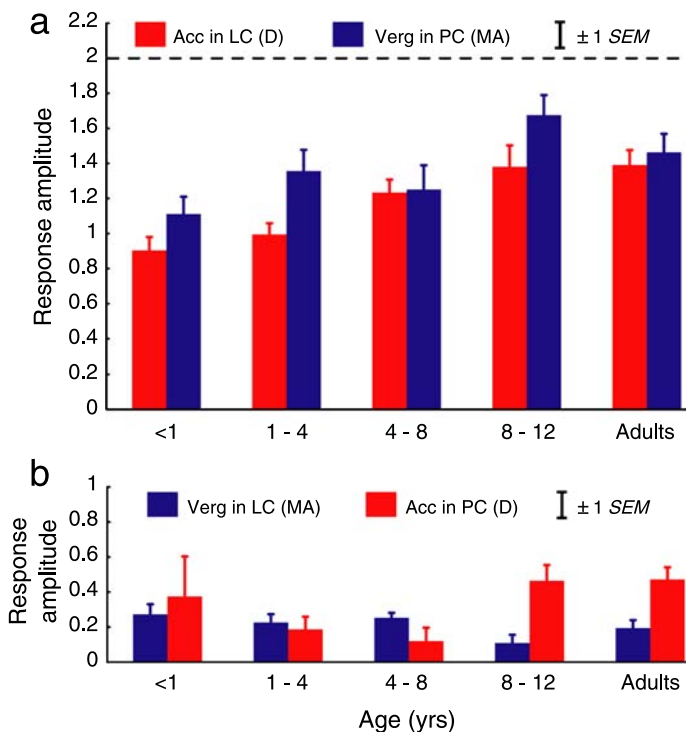 a
Acc in LC (D) Verg in PC (MA) ± 1 SEM
Response amplitude
2.2
2
1.8
1.6
1.4
1.2
1
0.8
0.6
0.4
0.2
0
<1 1 - 4 4 - 8 8 - 12 Adults
b
Verg in LC (MA) Acc in PC (D) ± 1 SEM
Response
amplitude
1
0.8
0.6
0.4
0.2
0
<1 1 - 4 4 - 8 8 - 12 Adults
Age (yrs)